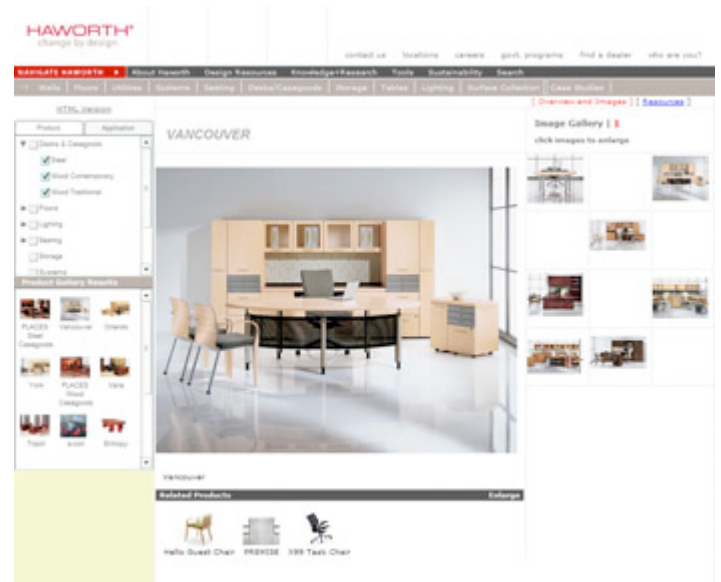 HAWORTH
change by design
contact us locations careers govt. programs find a dealer who are you?
NAVIGATE HAWORTH About Haworth Design Resources Knowledge+Research Tools Sustainability Search
Walls Floors Utilities Systems Seating Desks/Casegoods Storage Tables Lighting Surface Collection Case Studies
[ Overview and Images ] [ Resources ]
HTML Version
Product Application
Desks & Casegoods
Steel
Wood Contemporary
Wood Traditional
Floors
Lighting
Seating
Storage
Systems
Product Gallery Results
PLACES Vancouver Orlando
Steel
Casegoods
York PLACES Varia
Wood
Casegoods
Tripoli
VANCOUVER
Vancouver
Related Products Enlarge
Hello Guest Chair PREMISE X99 Task Chair
Image Gallery | 1
click images to enlarge